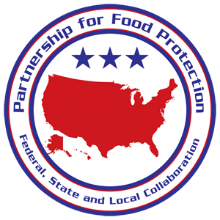 Partnership for Food Protection
Federal, State and Local Collaboration